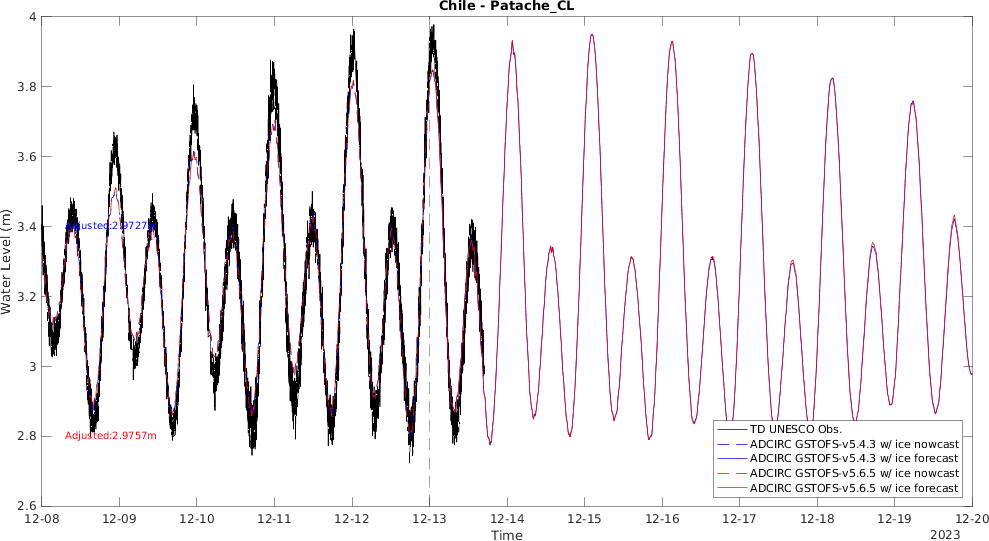 Chile - Patache_CL
4
3.8
3.6
3.4
3.2
3
2.8
2.6
Water Level (m)
Adjusted:2.9727m
Adjusted:2.9757m
TD UNESCO Obs.
ADCIRC GSTOFS-v5.4.3 w/ ice nowcast
ADCIRC GSTOFS-v5.4.3 w/ ice forecast
ADCIRC GSTOFS-v5.6.5 w/ ice nowcast
ADCIRC GSTOFS-v5.6.5 w/ ice forecast
12-08 12-09 12-10 12-11 12-12 12-13 12-14 12-15 12-16 12-17 12-18 12-19 12-20
Time
2023